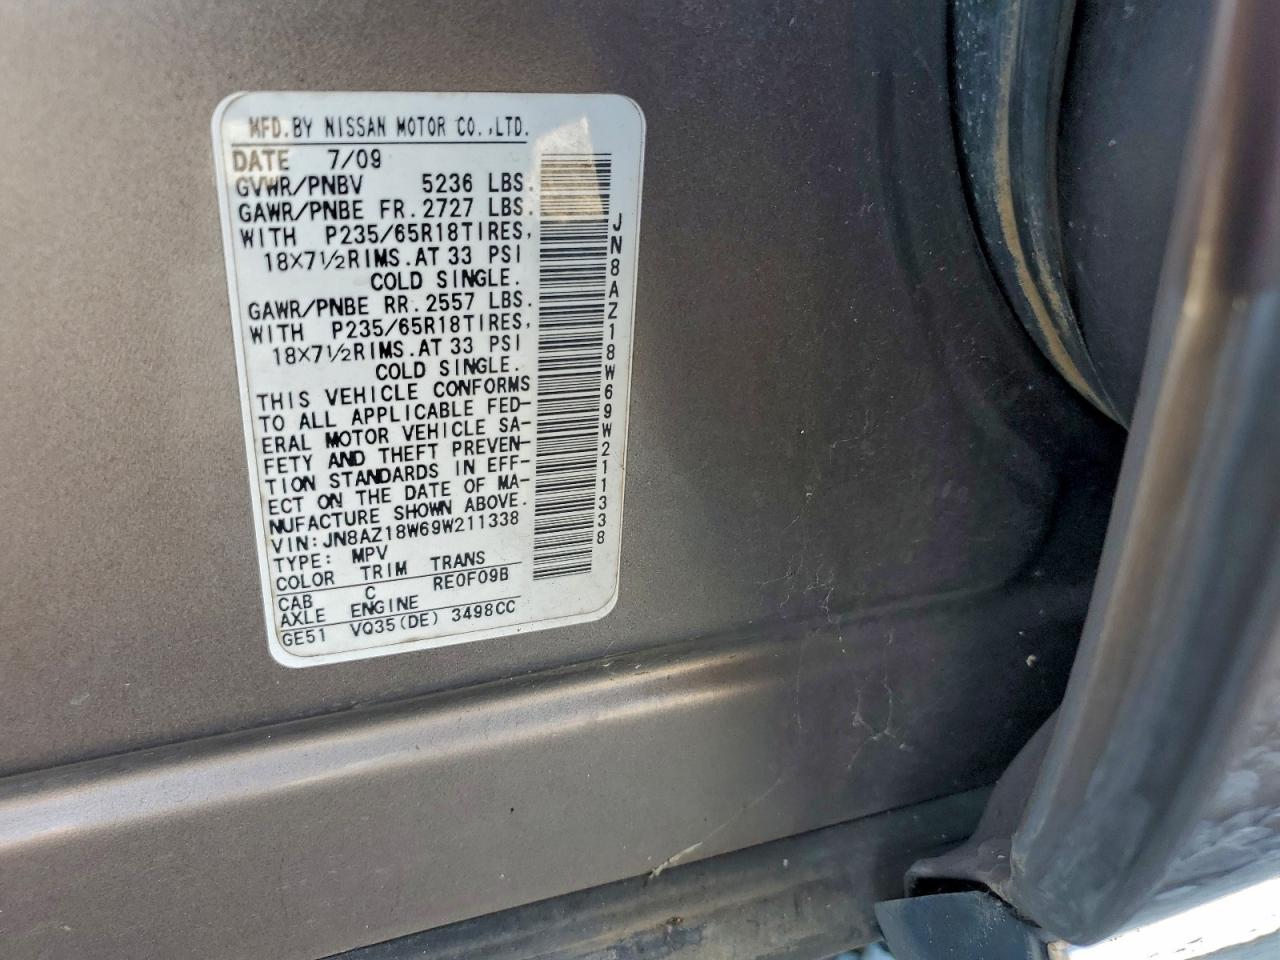 MFD.BY NISSAN MOTOR CO.,LTD.
DATE 7/09
GVWR/PNBV 5236 LBS.
GAWR/PNBE FR.2727 LBS.
WITH P235/65R18TIRES,
18X7 1/2RIMS.AT 33 PSI
COLD SINGLE.
GAWR/PNBE RR.2557 LBS.
WITH P235/65R18TIRES,
18X7 1/2RIMS.AT 33 PSI
COLD SINGLE.
THIS VEHICLE CONFORMS
TO ALL APPLICABLE FED-
ERAL MOTOR VEHICLE SA-
FETY AND THEFT PREVEN-
TION STANDARDS IN EFF-
ECT ON THE DATE OF MA-
NUFACTURE SHOWN ABOVE.
VIN:JN8AZ18W69W211338
TYPE: MPV
COLOR TRIM TRANS
CAB C RE0F09B
AXLE ENGINE
GE51 VQ35(DE) 3498CC
JN8AZ18W69W211338